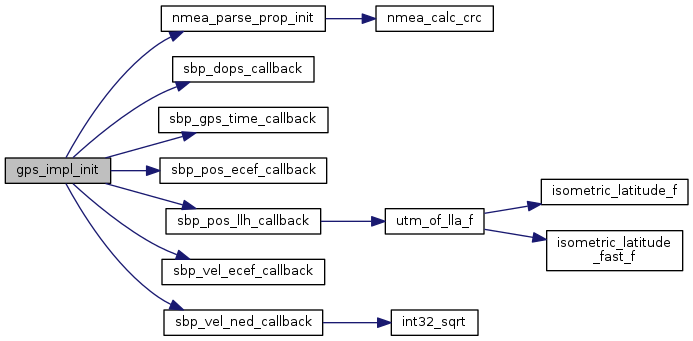 nmea_parse_prop_init
nmea_calc_crc
sbp_dops_callback
sbp_gps_time_callback
gps_impl_init
sbp_pos_ecef_callback
sbp_pos_llh_callback
utm_of_lla_f
isometric_latitude_f
isometric_latitude
_fast_f
sbp_vel_ecef_callback
sbp_vel_ned_callback
int32_sqrt